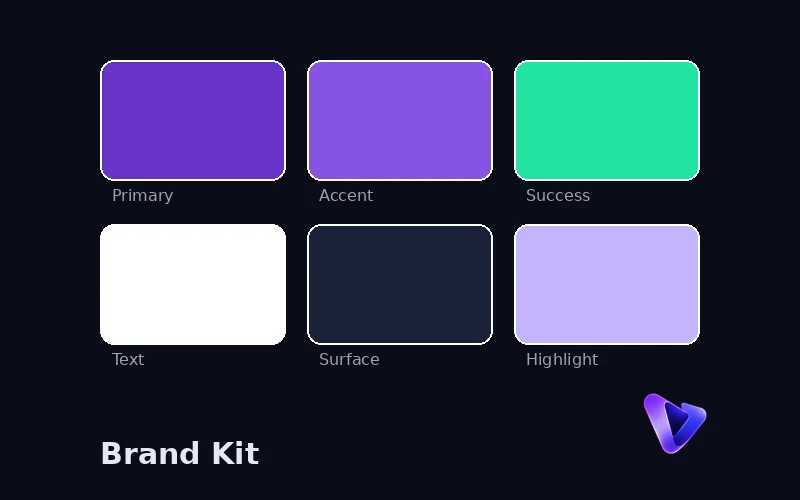 Primary
Accent
Success
Text
Surface
Highlight
Brand Kit